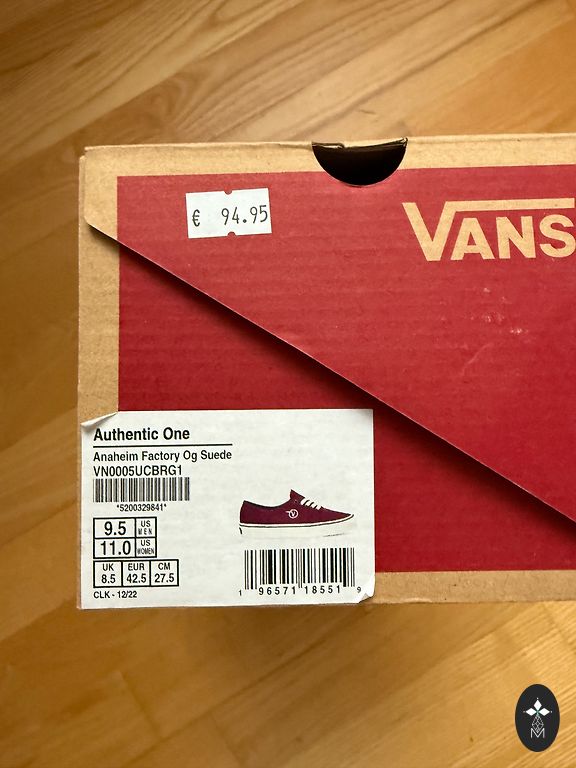 € 94.95
VANS
Authentic One
Anaheim Factory Og Suede
VN0005UCBRG1
*5200329841*
9.5 US MEN
11.0 US WOMEN
UK EUR CM
8.5 42.5 27.5
CLK - 12/22
1 96571 18551 9